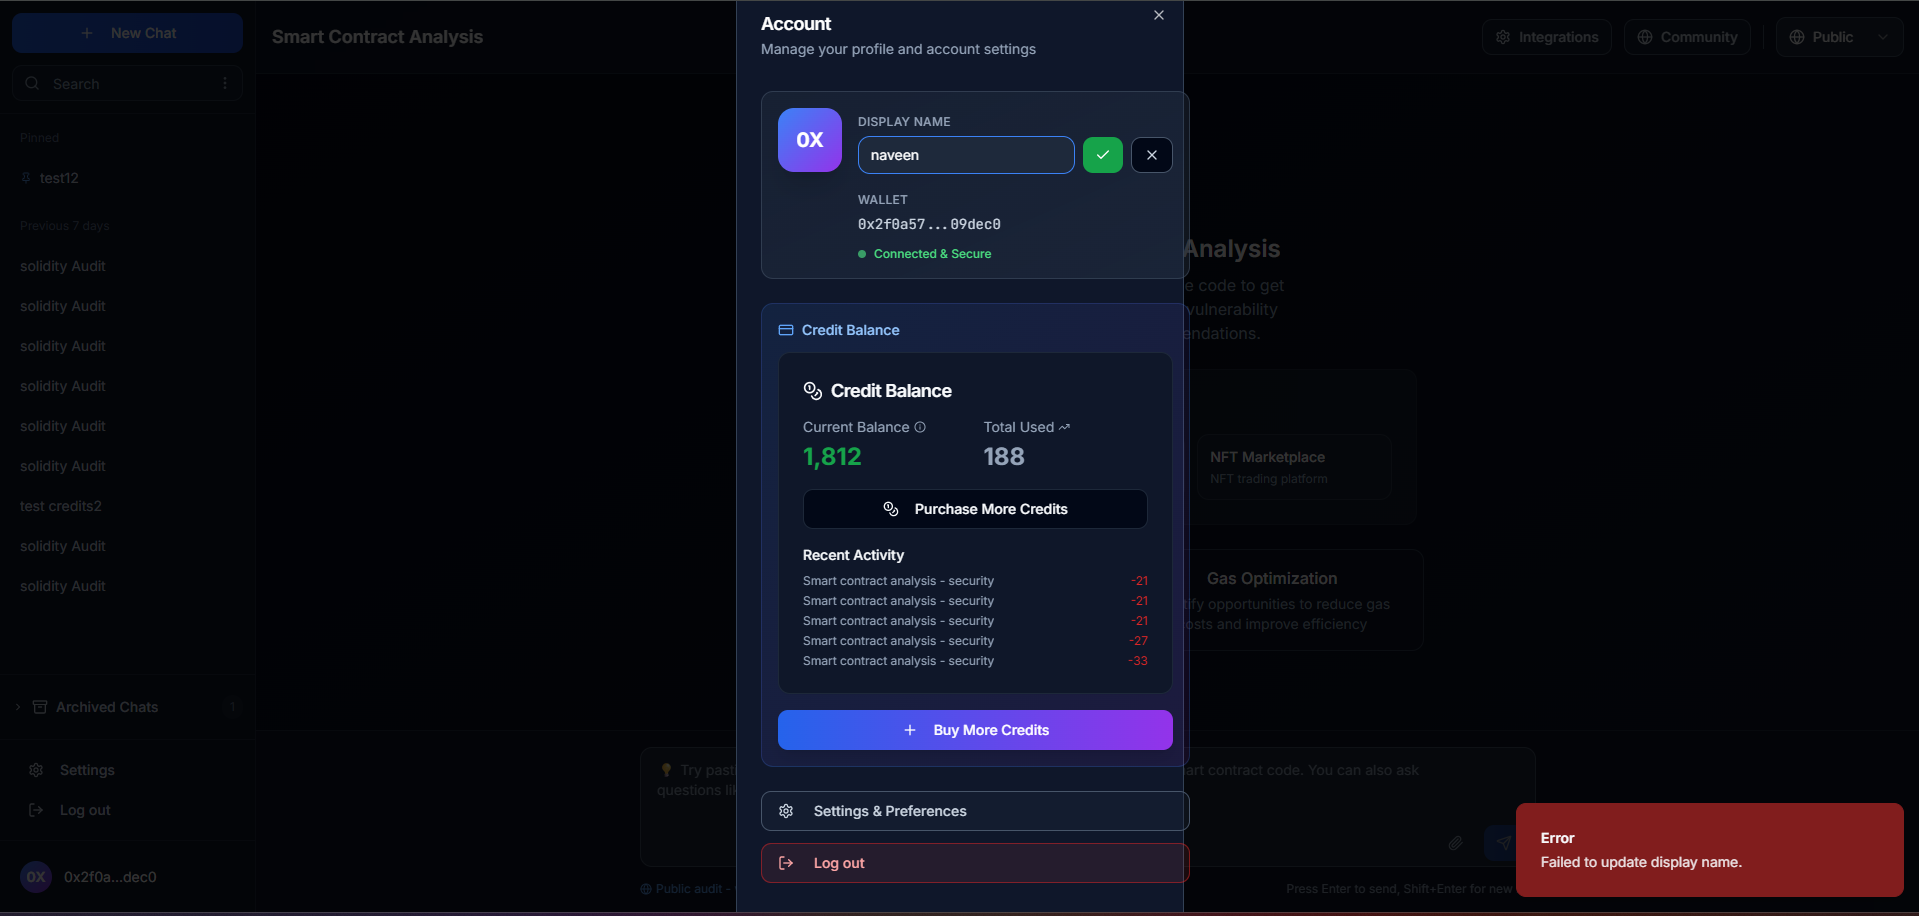 New Chat
Search
Pinned
test12
Previous 7 days
solidity Audit
solidity Audit
solidity Audit
solidity Audit
solidity Audit
solidity Audit
test credits2
solidity Audit
solidity Audit
Archived Chats 1
Settings
Log out
0X 0x2f0a...dec0
Smart Contract Analysis
Integrations
Community
Public
Account
Manage your profile and account settings
0X
DISPLAY NAME
naveen
WALLET
0x2f0a57...09dec0
Connected & Secure
Credit Balance
Credit Balance
Current Balance
1,812
Total Used
188
Purchase More Credits
Recent Activity
Smart contract analysis - security -21
Smart contract analysis - security -21
Smart contract analysis - security -21
Smart contract analysis - security -27
Smart contract analysis - security -33
Buy More Credits
Settings & Preferences
Log out
Analysis
e code to get
vulnerability
endations.
NFT Marketplace
NFT trading platform
Gas Optimization
tify opportunities to reduce gas
osts and improve efficiency
Try past
questions lik
art contract code. You can also ask
Public audit -
Press Enter to send, Shift+Enter for new
Error
Failed to update display name.